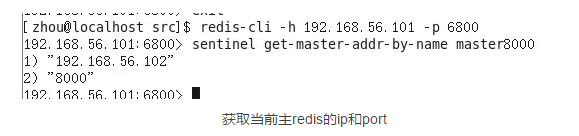 exit
[zhou@localhost src]$ redis-cli -h 192.168.56.101 -p 6800
192.168.56.101:6800> sentinel get-master-addr-by-name master8000
1) "192.168.56.102"
2) "8000"
192.168.56.101:6800>
获取当前主redis的ip和port